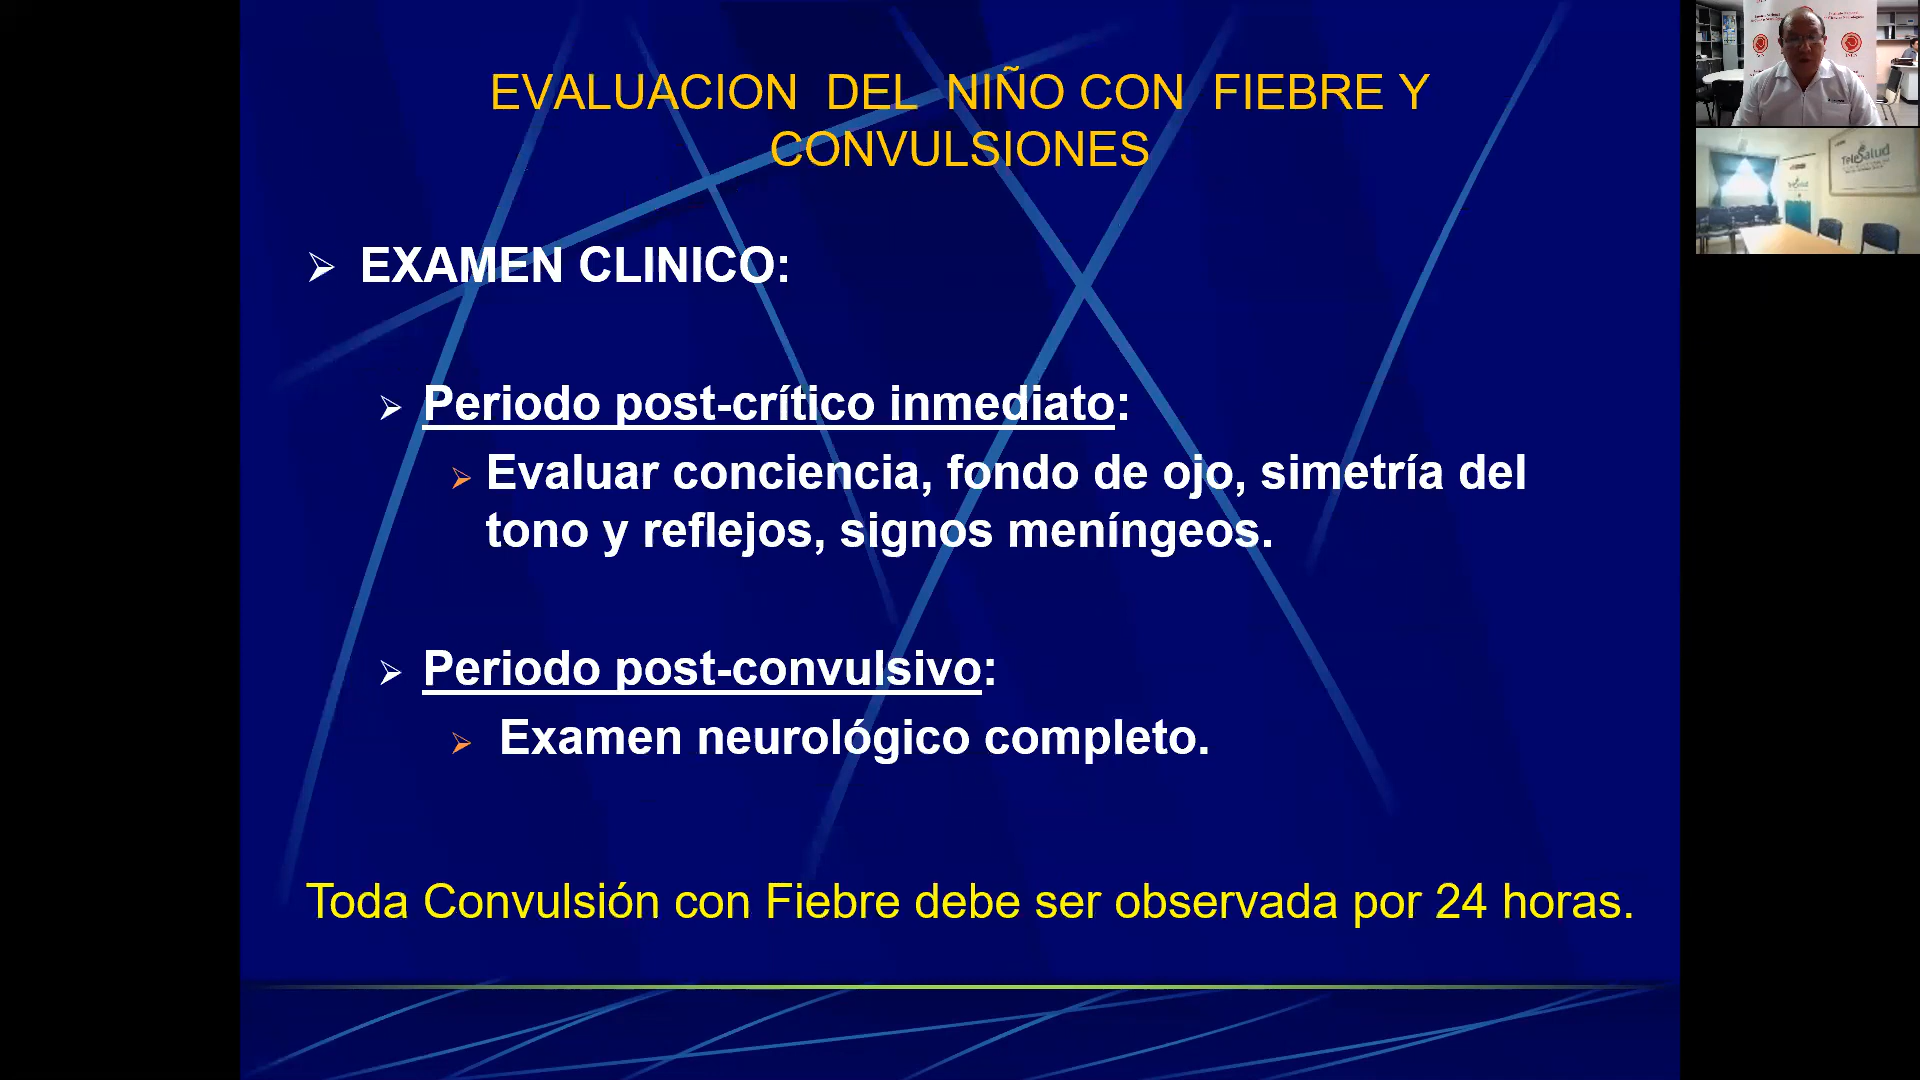 EVALUACION DEL NIÑO CON FIEBRE Y
CONVULSIONES
EXAMEN CLINICO:
Periodo post-crítico inmediato:
Evaluar conciencia, fondo de ojo, simetría del
tono y reflejos, signos meníngeos.
Periodo post-convulsivo:
Examen neurológico completo.
Toda Convulsión con Fiebre debe ser observada por 24 horas.
TeleSalud